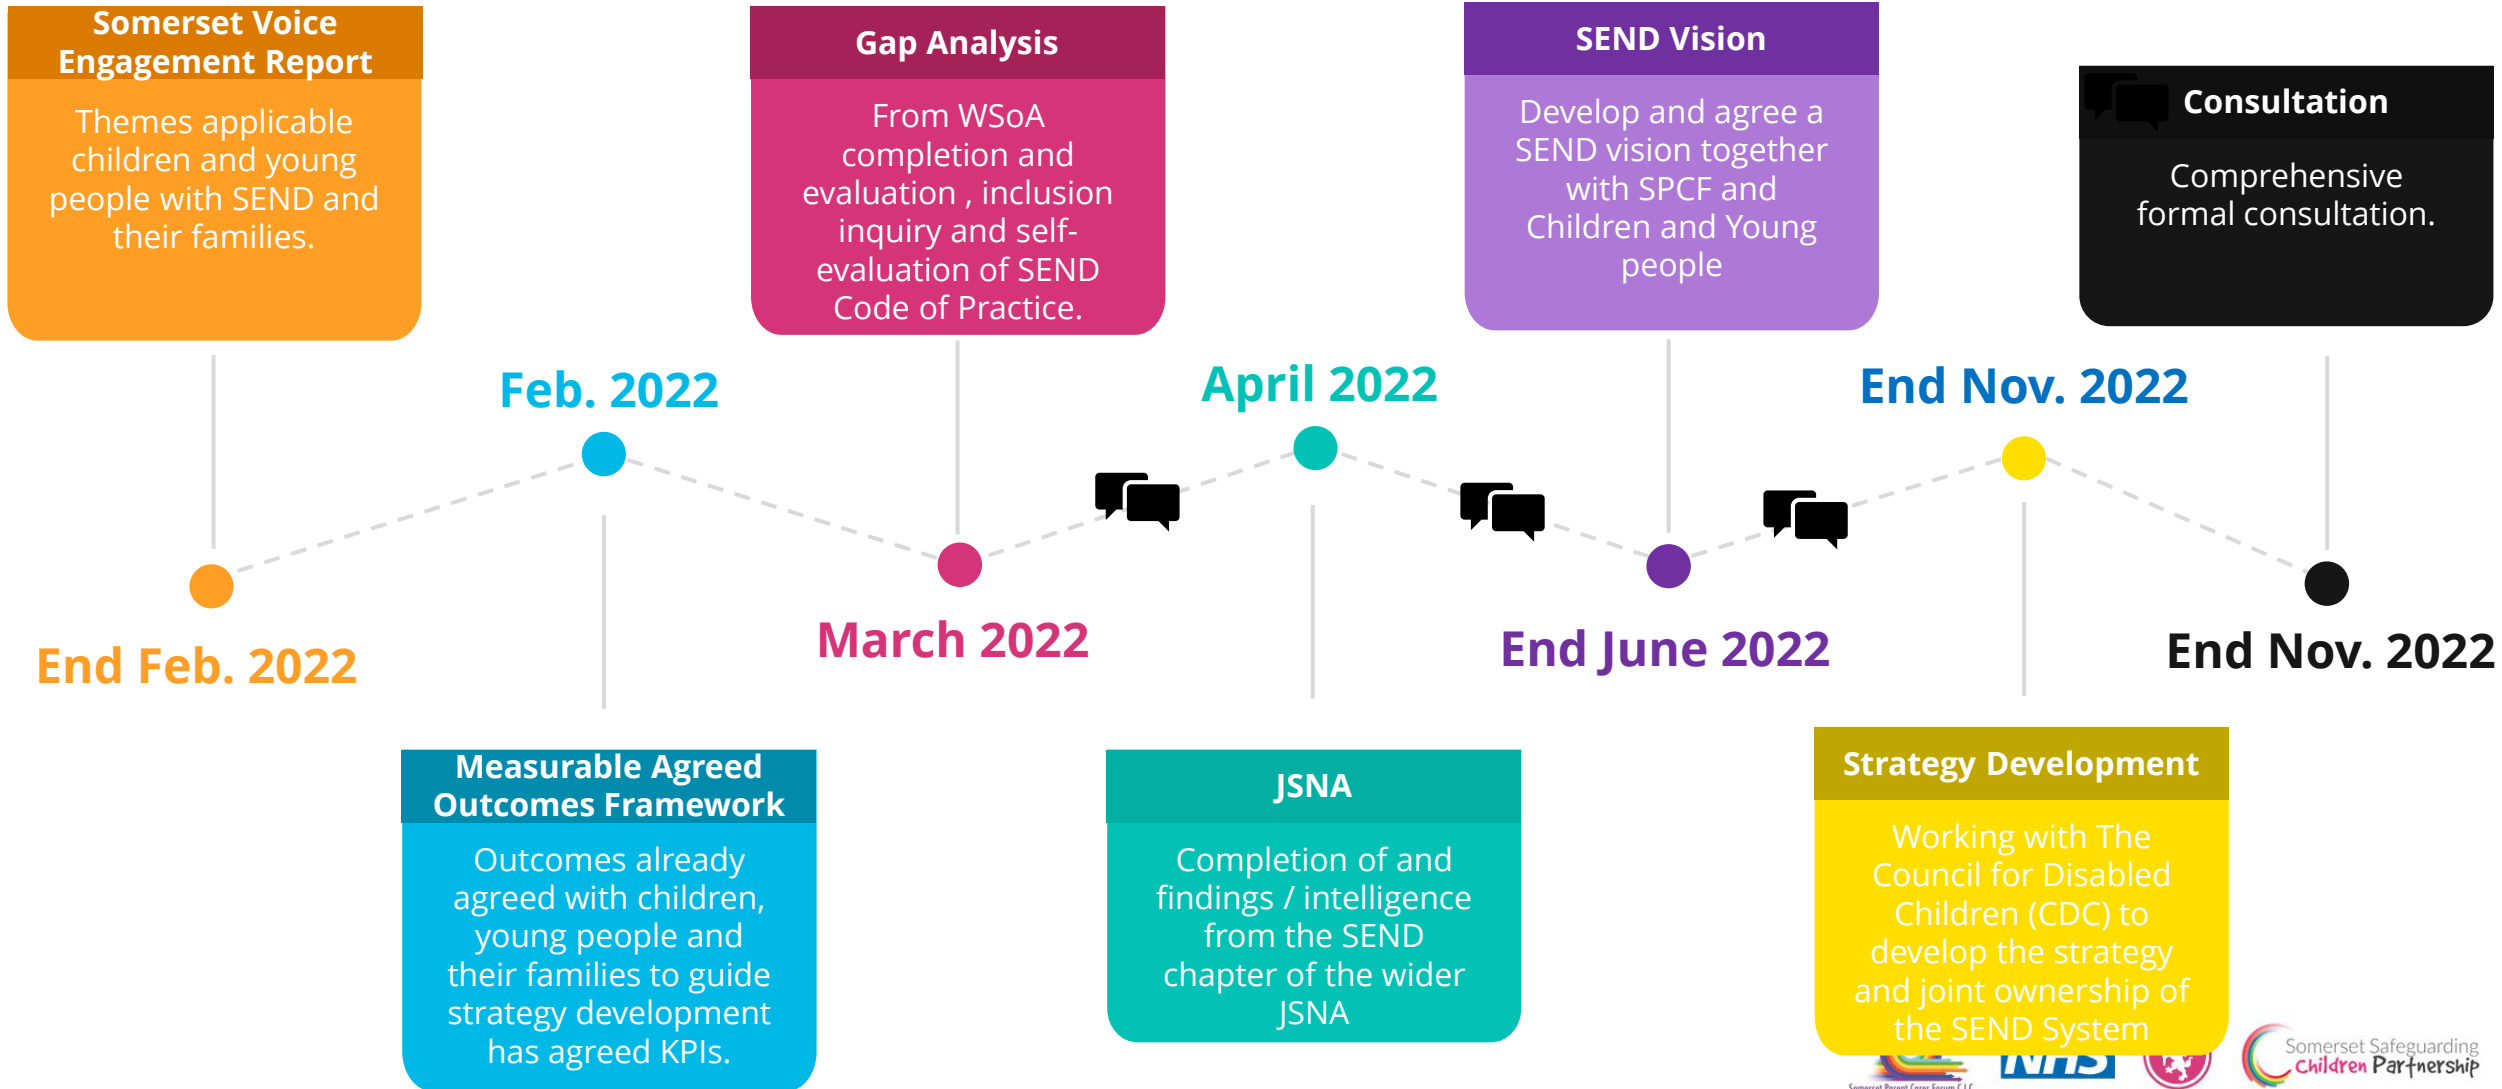 Somerset Voice
Engagement Report
Themes applicable
children and young
people with SEND and
their families.
End Feb. 2022
Feb. 2022
Measurable Agreed
Outcomes Framework
Outcomes already
agreed with children,
young people and
their families to guide
strategy development
has agreed KPIs.
Gap Analysis
From WSoA
completion and
evaluation , inclusion
inquiry and self-
evaluation of SEND
Code of Practice.
March 2022
April 2022
JSNA
Completion of and
findings / intelligence
from the SEND
chapter of the wider
JSNA
SEND Vision
Develop and agree a
SEND vision together
with SPCF and
Children and Young
people
End June 2022
End Nov. 2022
Strategy Development
Working with The
Council for Disabled
Children (CDC) to
develop the strategy
and joint ownership of
the SEND System
Consultation
Comprehensive
formal consultation.
End Nov. 2022
Somerset Parent Carer Forum C.I.C
NHS
Somerset Safeguarding
Children Partnership